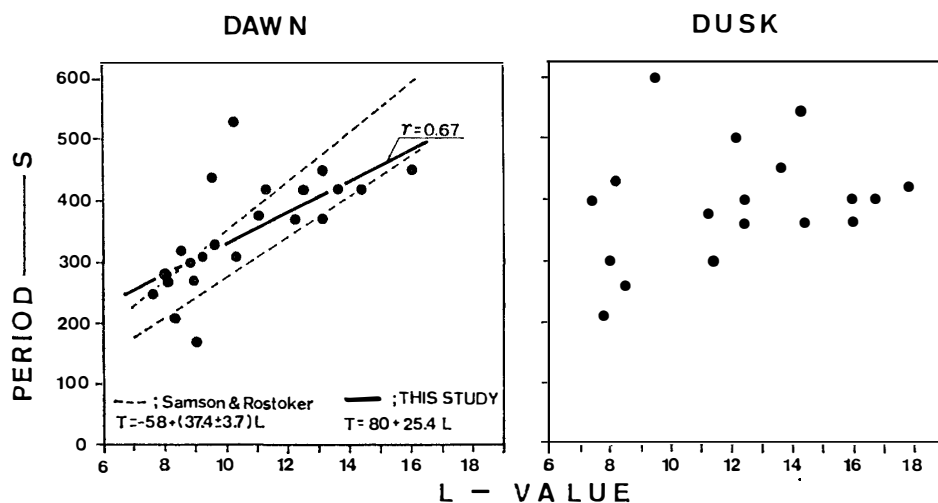 DAWN
DUSK
600
500
400
300
200
100
0
PERIOD — S
r=0.67
---; Samson & Rostoker
T=-58+(37.4±3.7)L
—; THIS STUDY
T=80+25.4 L
6 8 10 12 14 16 18
6 8 10 12 14 16 18
L — VALUE